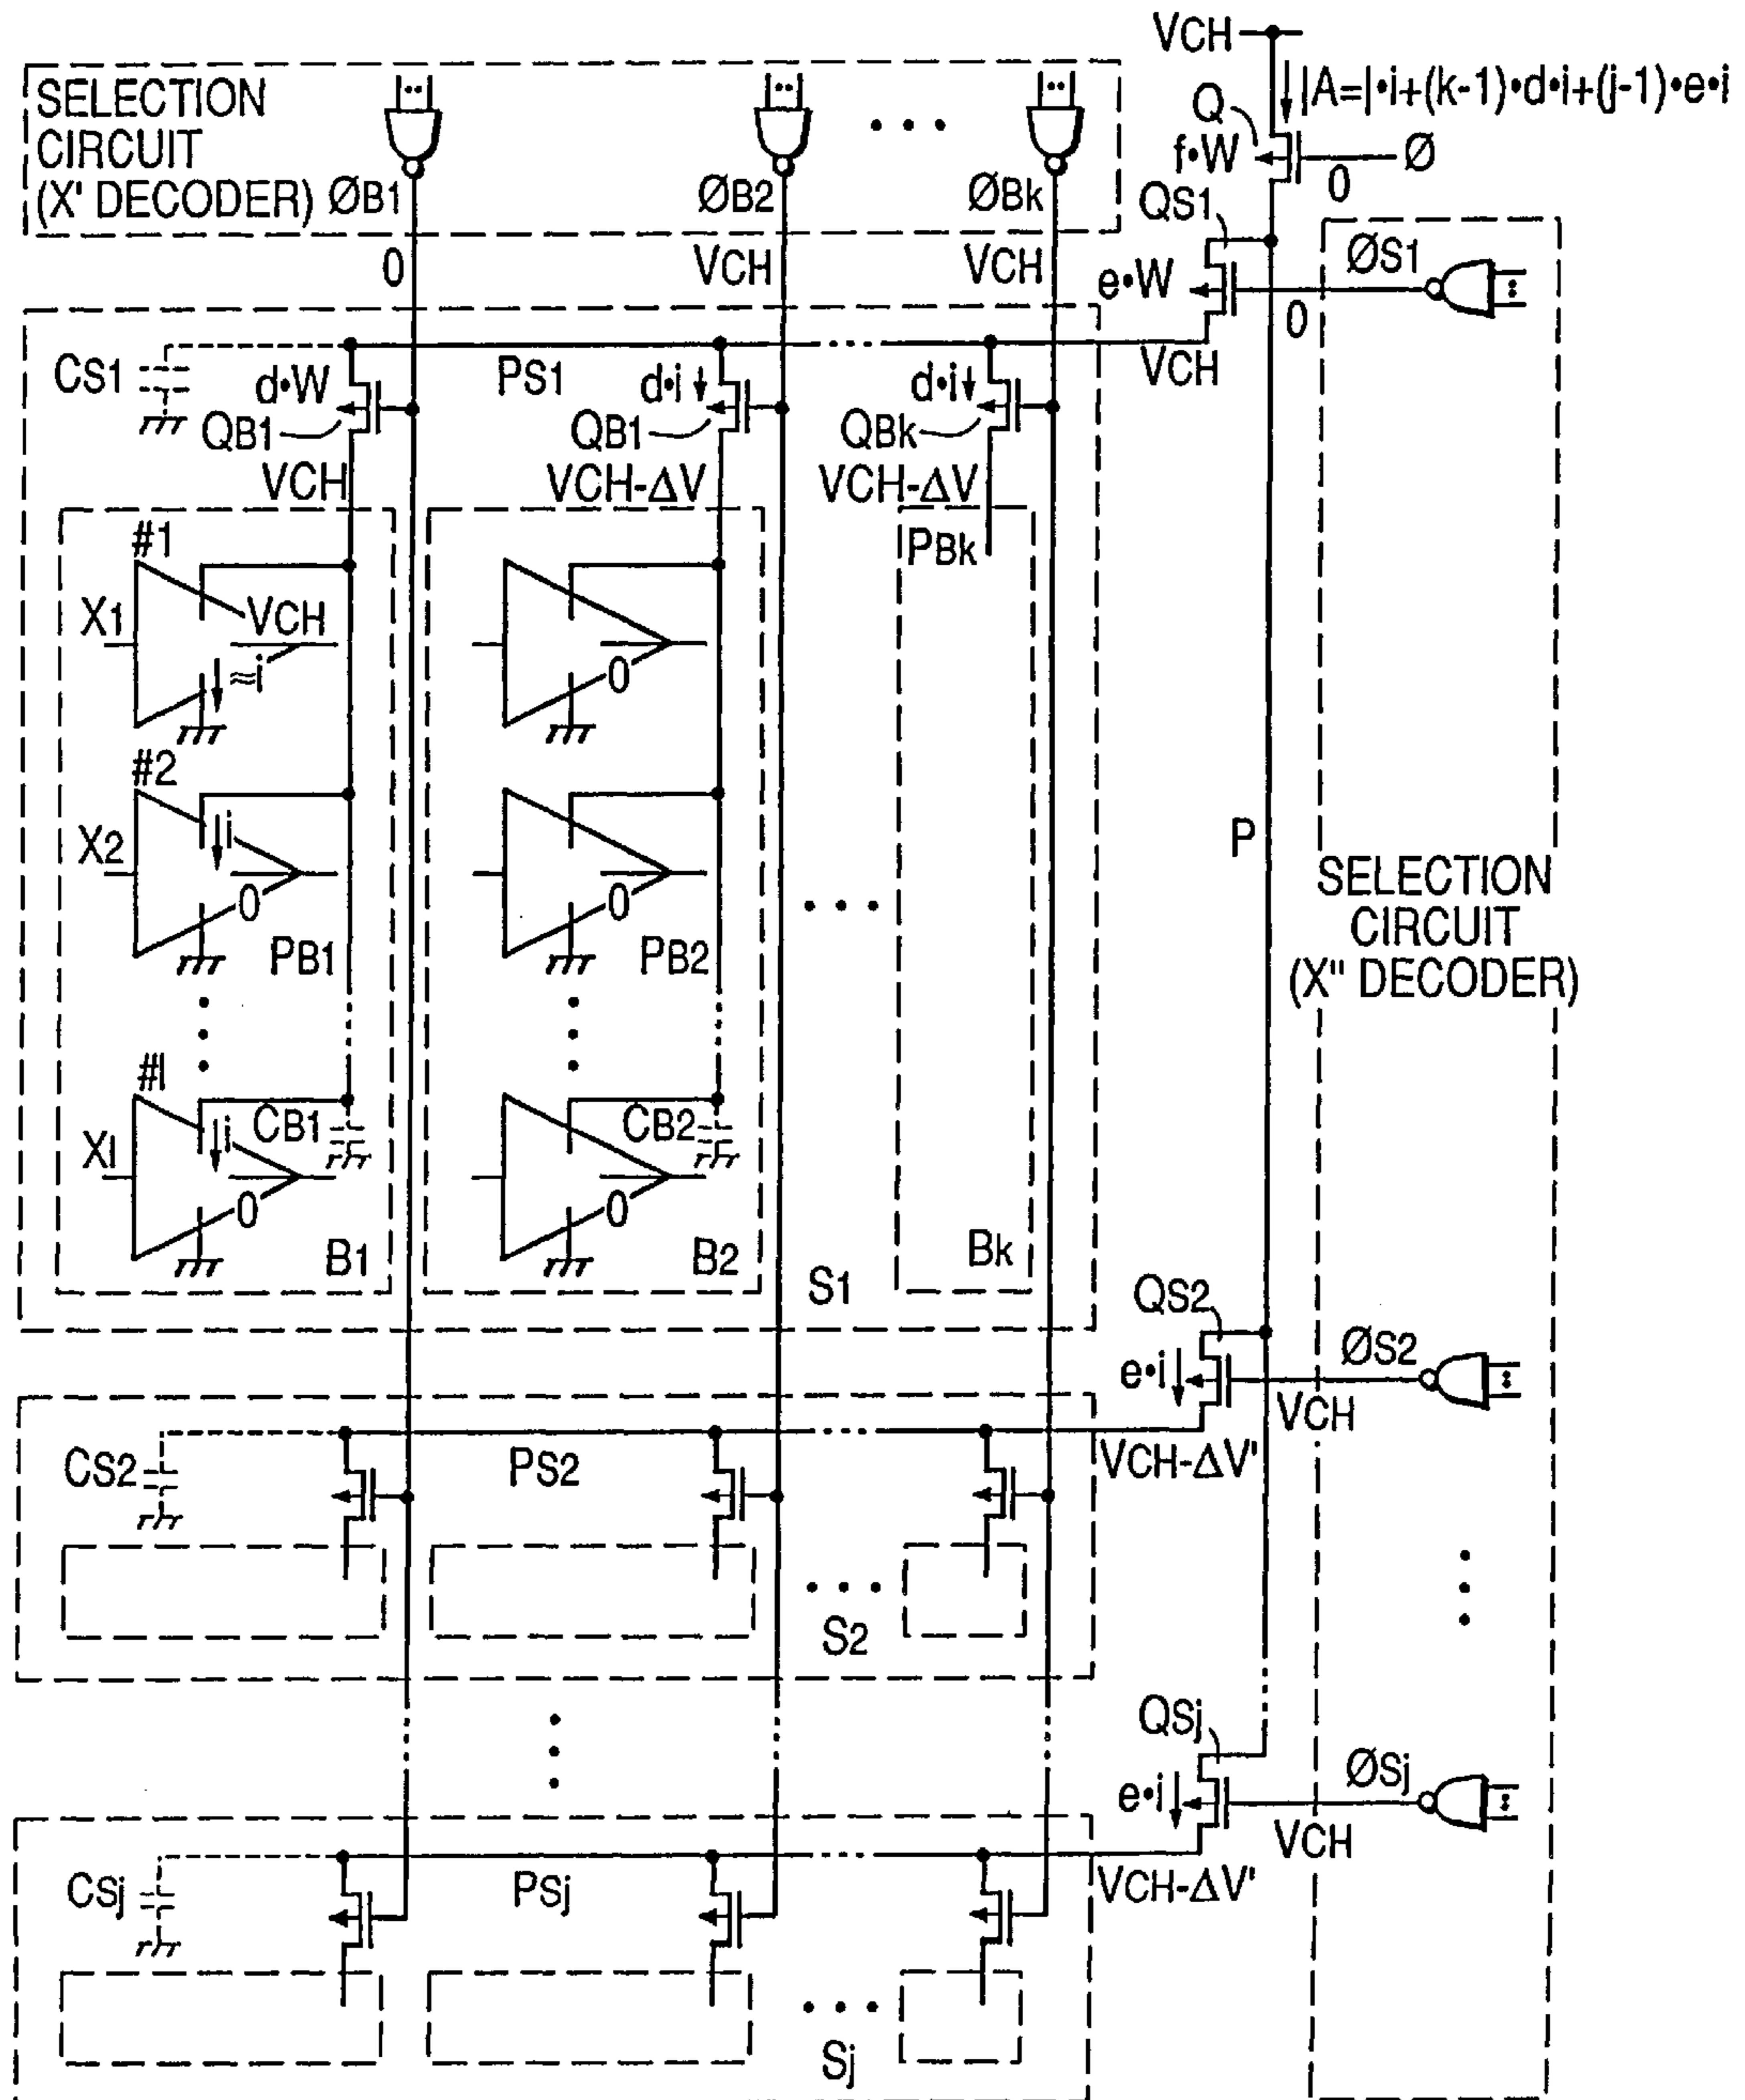 VCH
SELECTION
CIRCUIT
(X' DECODER)
ØB1
ØB2
ØBk
Q
|A=|•i+(k-1)•d•i+(j-1)•e•i
f•W
0
Ø
QS1
0
VCH
VCH
e•W
ØS1
0
VCH
CS1
d•W
PS1
d•i
d•i
QB1
QB1
QBk
VCH
VCH-ΔV
VCH-ΔV
#1
PBk
X1
VCH
≈i
0
#2
X2
i
0
0
PB1
PB2
P
SELECTION
CIRCUIT
(X" DECODER)
#l
Xl
i
CB1
CB2
0
0
B1
B2
S1
Bk
QS2
e•i
ØS2
VCH
CS2
PS2
VCH-ΔV'
S2
QSj
e•i
ØSj
VCH
CSj
PSj
VCH-ΔV'
Sj